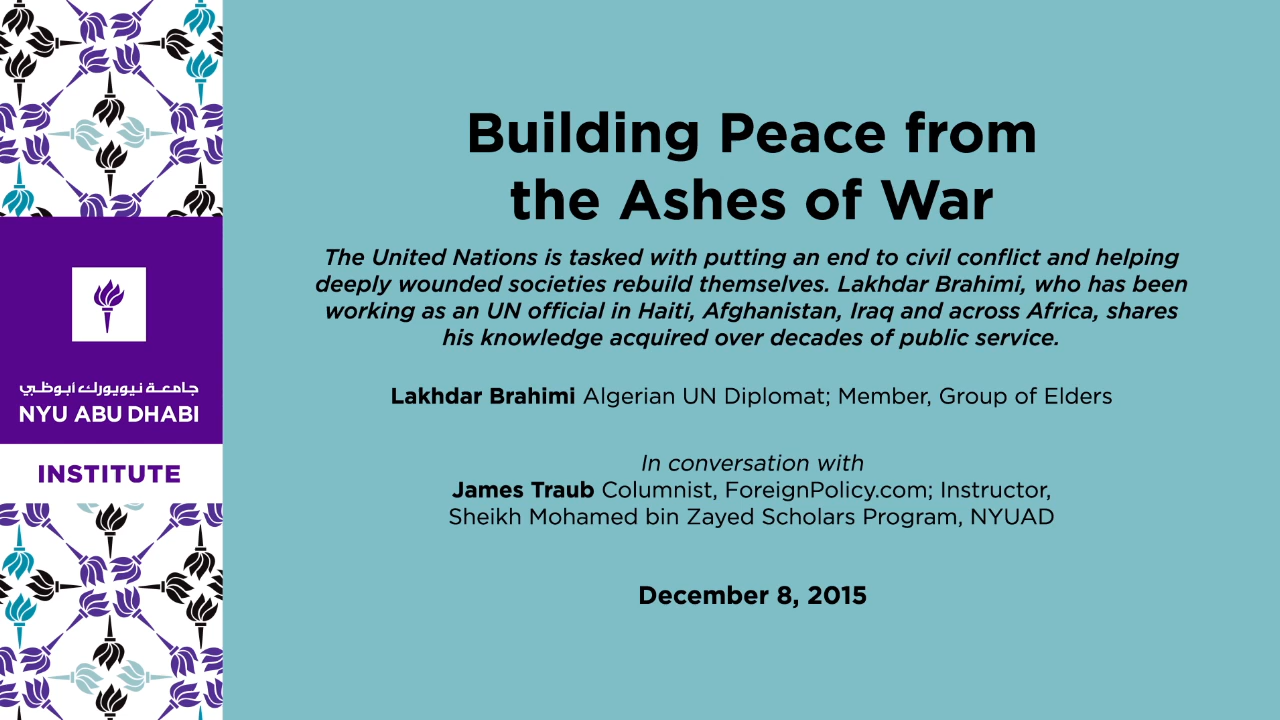 جامعة نيويورك أبوظبي
NYU ABU DHABI
INSTITUTE
Building Peace from
the Ashes of War
The United Nations is tasked with putting an end to civil conflict and helping
deeply wounded societies rebuild themselves. Lakhdar Brahimi, who has been
working as an UN official in Haiti, Afghanistan, Iraq and across Africa, shares
his knowledge acquired over decades of public service.
Lakhdar Brahimi Algerian UN Diplomat; Member, Group of Elders
In conversation with
James Traub Columnist, ForeignPolicy.com; Instructor,
Sheikh Mohamed bin Zayed Scholars Program, NYUAD
December 8, 2015